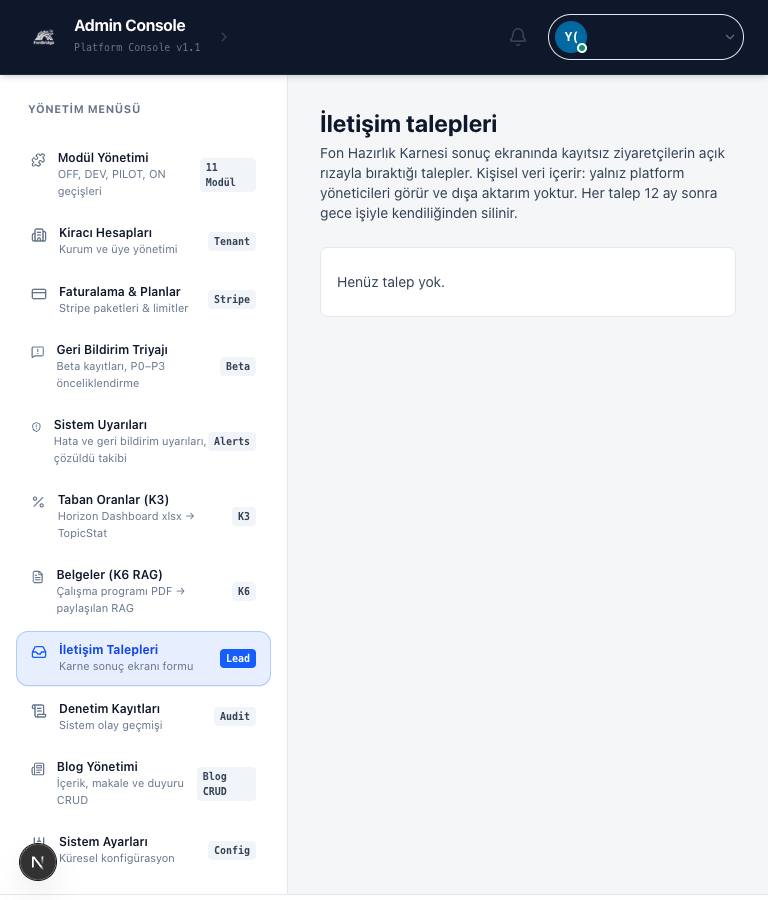 Admin Console
Platform Console v1.1
Y(
YÖNETİM MENÜSÜ
Modül Yönetimi
OFF, DEV, PILOT, ON
geçişleri
11
Modül
Kiracı Hesapları
Kurum ve üye yönetimi
Tenant
Faturalama & Planlar
Stripe paketleri & limitler
Stripe
Geri Bildirim Triyajı
Beta kayıtları, P0–P3
önceliklendirme
Beta
Sistem Uyarıları
Hata ve geri bildirim uyarıları,
çözüldü takibi
Alerts
Taban Oranlar (K3)
Horizon Dashboard xlsx →
TopicStat
K3
Belgeler (K6 RAG)
Çalışma programı PDF →
paylaşılan RAG
K6
İletişim Talepleri
Karne sonuç ekranı formu
Lead
Denetim Kayıtları
Sistem olay geçmişi
Audit
Blog Yönetimi
İçerik, makale ve duyuru
CRUD
Blog
CRUD
Sistem Ayarları
Küresel konfigürasyon
Config
N
İletişim talepleri
Fon Hazırlık Karnesi sonuç ekranında kayıtsız ziyaretçilerin açık
rızayla bıraktığı talepler. Kişisel veri içerir: yalnız platform
yöneticileri görür ve dışa aktarım yoktur. Her talep 12 ay sonra
gece işiyle kendiliğinden silinir.
Henüz talep yok.